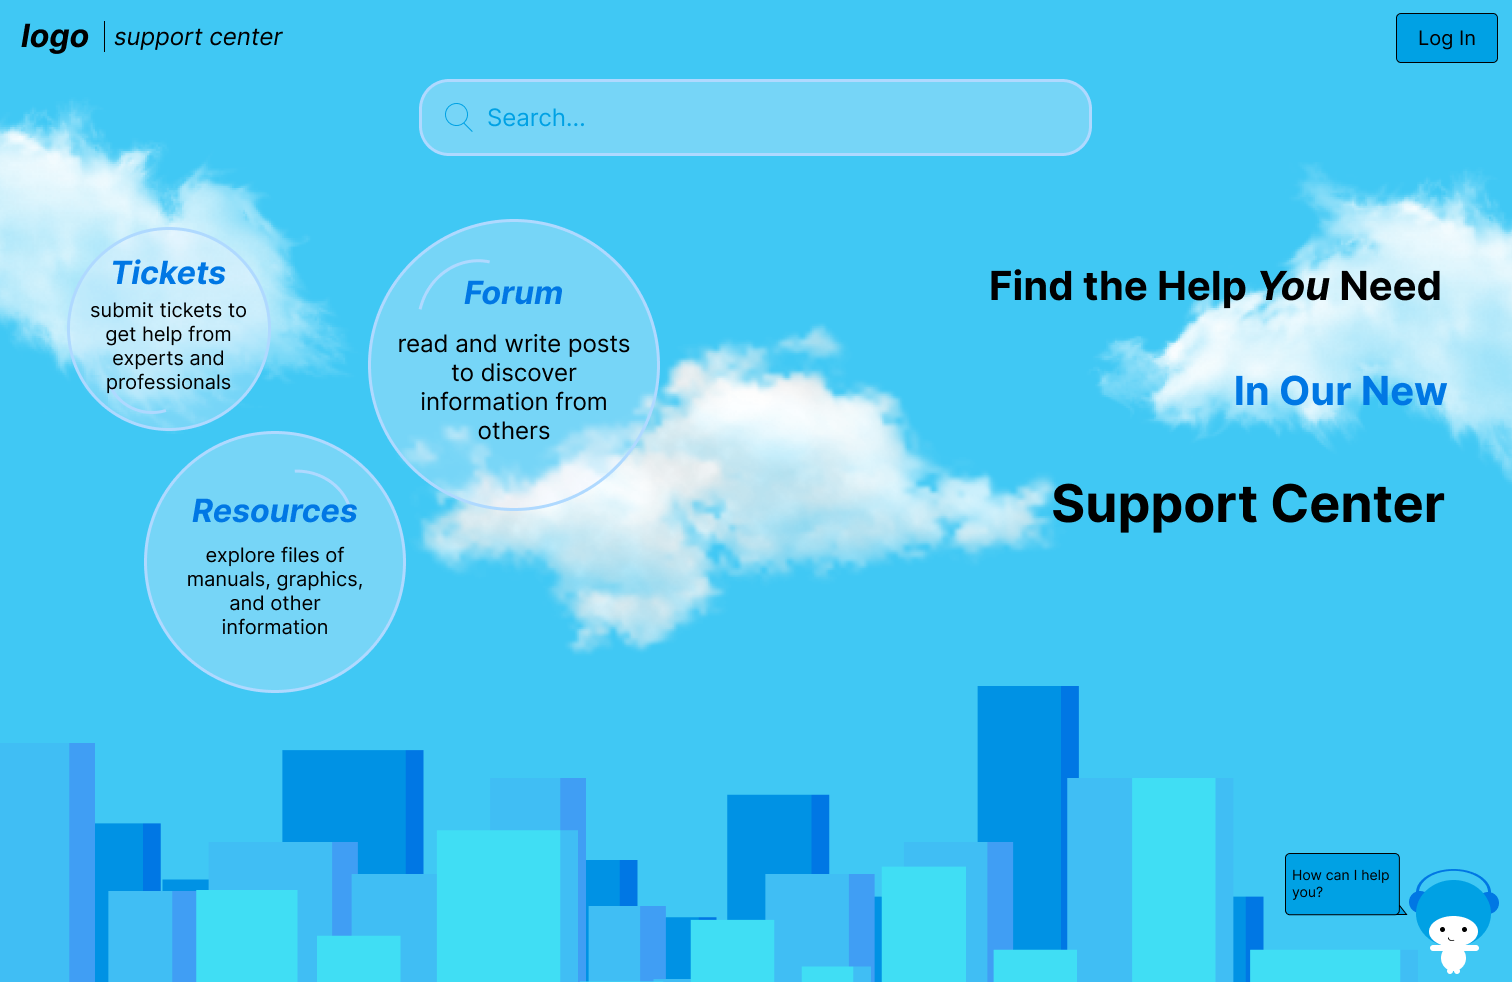 logo support center
Log In
Search...
Tickets
submit tickets to
get help from
experts and
professionals
Forum
read and write posts
to discover
information from
others
Resources
explore files of
manuals, graphics,
and other
information
Find the Help You Need
In Our New
Support Center
How can I help
you?